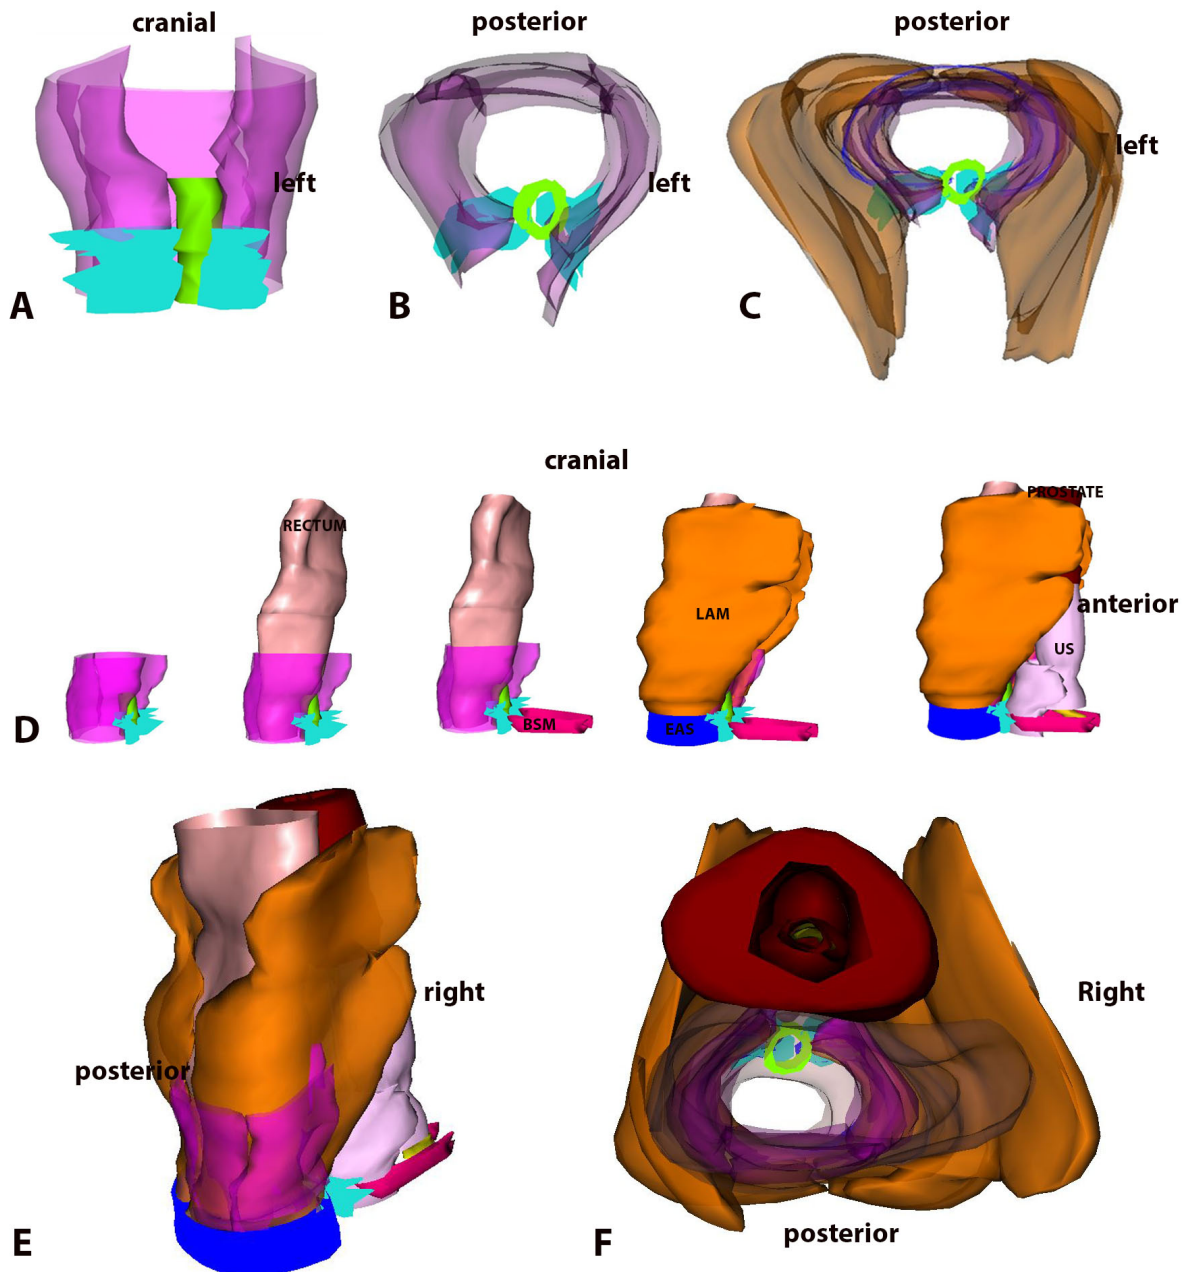 cranial
posterior
posterior
left
left
left
A
B
C
cranial
RECTUM
PROSTATE
LAM
anterior
US
BSM
EAS
D
right
Right
posterior
posterior
E
F